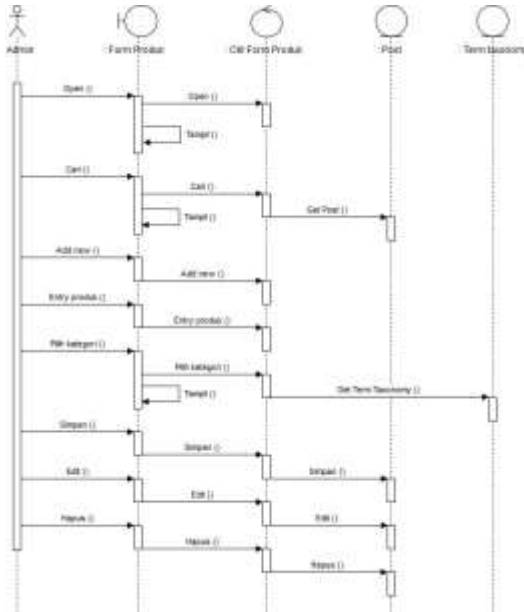 Admin
Form Produk
Ctrl Form Produk
Post
Term taxonomy
Open ()
Open ()
Tampil ()
Cari ()
Cari ()
Get Post ()
Tampil ()
Add new ()
Add new ()
Entry produk ()
Entry produk ()
Pilih kategori ()
Pilih kategori ()
Get Term Taxonomy ()
Tampil ()
Simpan ()
Simpan ()
Simpan ()
Edit ()
Edit ()
Edit ()
Hapus ()
Hapus ()
Hapus ()